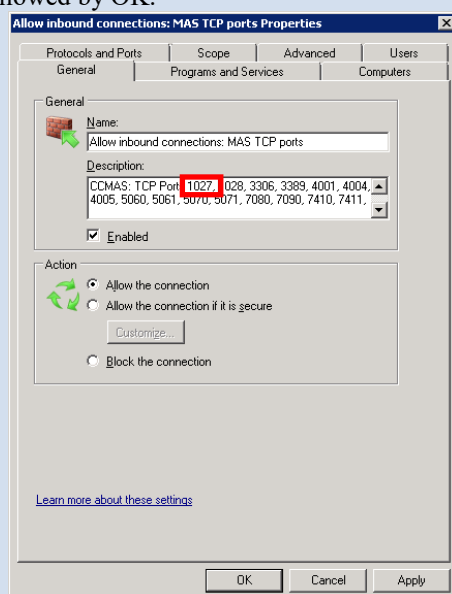 lowed by OK.
Allow inbound connections: MAS TCP ports Properties
Protocols and Ports Scope Advanced Users
General Programs and Services Computers
General
Name:
Allow inbound connections: MAS TCP ports
Description:
CCMAS: TCP Port 1027, 1028, 3306, 3389, 4001, 4004,
4005, 5060, 5061, 5070, 5071, 7080, 7090, 7410, 7411,
Enabled
Action
Allow the connection
Allow the connection if it is secure
Customize...
Block the connection
Learn more about these settings
OK Cancel Apply